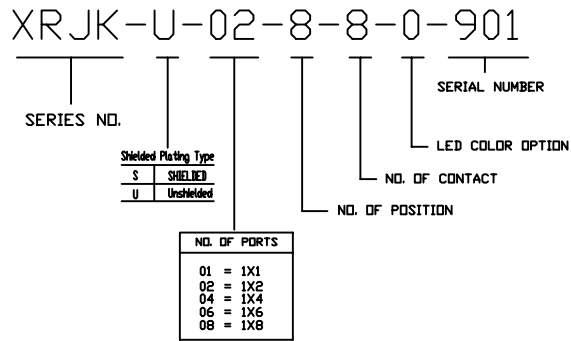 XRJK-U-02-8-8-0-901
SERIAL NUMBER
SERIES NO.
LED COLOR OPTION
Shielded Plating Type
S SHIELDED
U Unshielded
NO. OF CONTACT
NO. OF POSITION
NO. OF PORTS
01 = 1X1
02 = 1X2
04 = 1X4
06 = 1X6
08 = 1X8